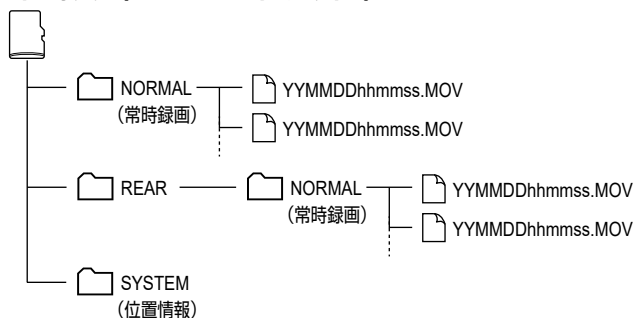 NORMAL
（常時録画）
YYMMDDhhmmss.MOV
YYMMDDhhmmss.MOV
REAR
NORMAL
（常時録画）
YYMMDDhhmmss.MOV
YYMMDDhhmmss.MOV
SYSTEM
（位置情報）